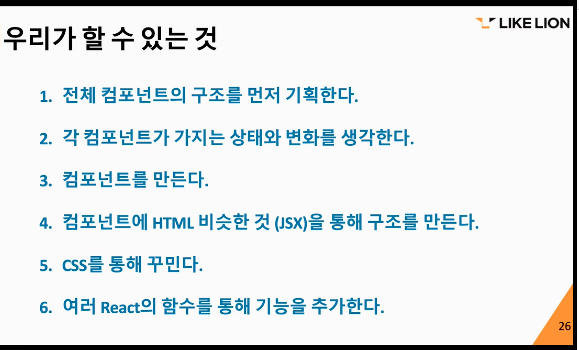 LIKE LION
우리가 할 수 있는 것
1. 전체 컴포넌트의 구조를 먼저 기획한다.
2. 각 컴포넌트가 가지는 상태와 변화를 생각한다.
3. 컴포넌트를 만든다.
4. 컴포넌트에 HTML 비슷한 것 (JSX)을 통해 구조를 만든다.
5. CSS를 통해 꾸민다.
6. 여러 React의 함수를 통해 기능을 추가한다.
26